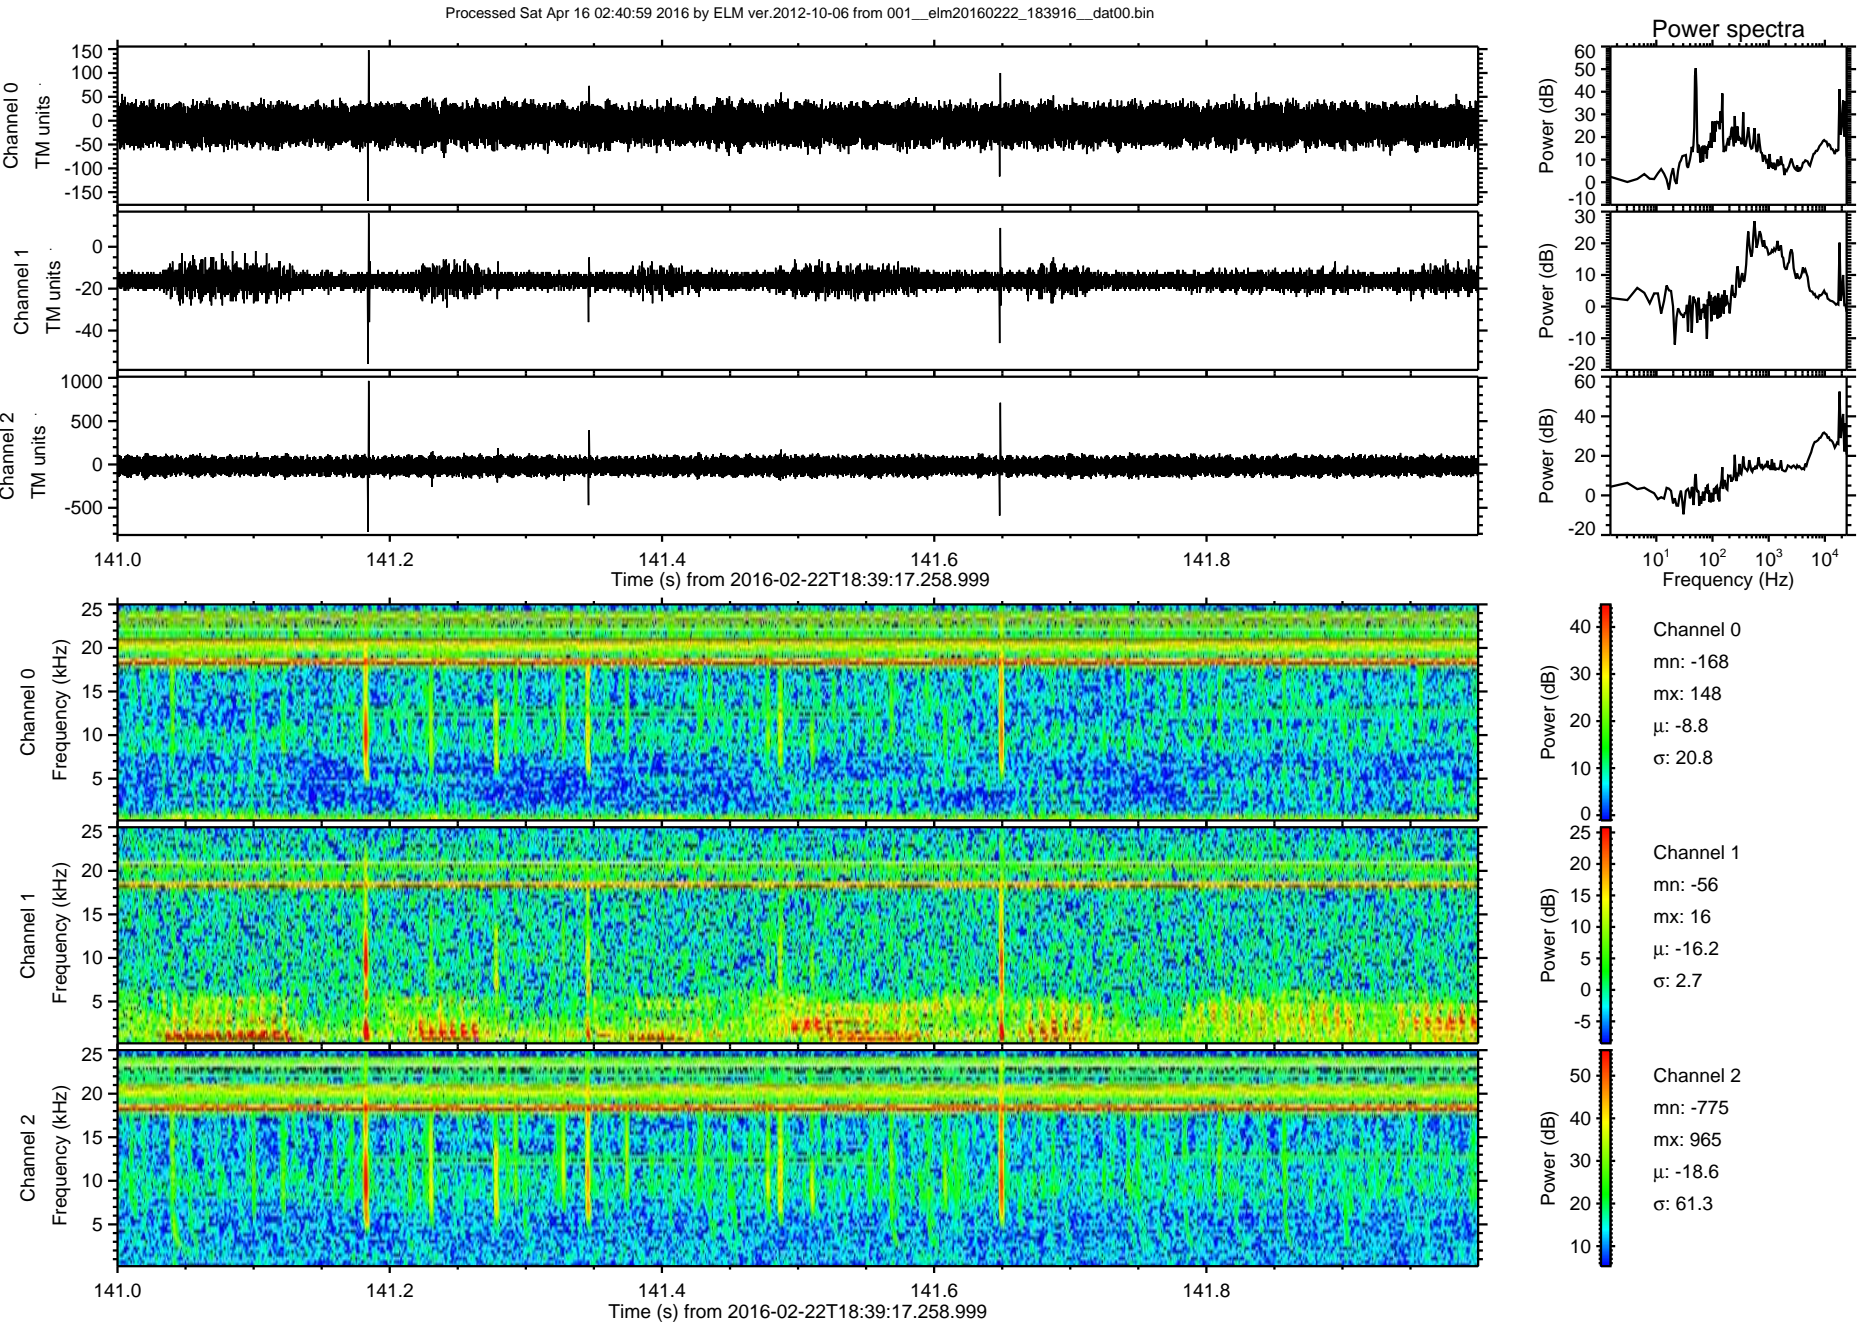 Processed Sat Apr 16 02:40:59 2016 by ELM ver.2012-10-06 from 001__elm20160222_183916__dat00.bin
Power spectra
Channel 0
TM units
150
100
50
0
-50
-100
-150
Power (dB)
60
50
40
30
20
10
0
-10
Channel 1
TM units
0
-20
-40
Power (dB)
30
20
10
0
-10
-20
Channel 2
TM units
1000
500
0
-500
Power (dB)
60
40
20
0
-20
141.0 141.2 141.4 141.6 141.8
Time (s) from 2016-02-22T18:39:17.258.999
10¹ 10² 10³ 10⁴
Frequency (Hz)
Channel 0
Frequency (kHz)
25
20
15
10
5
Power (dB)
40
30
20
10
0
Channel 0
mn: -168
mx: 148
µ: -8.8
σ: 20.8
Channel 1
Frequency (kHz)
25
20
15
10
5
Power (dB)
25
20
15
10
5
0
-5
Channel 1
mn: -56
mx: 16
µ: -16.2
σ: 2.7
Channel 2
Frequency (kHz)
25
20
15
10
5
Power (dB)
50
40
30
20
10
Channel 2
mn: -775
mx: 965
µ: -18.6
σ: 61.3
141.0 141.2 141.4 141.6 141.8
Time (s) from 2016-02-22T18:39:17.258.999